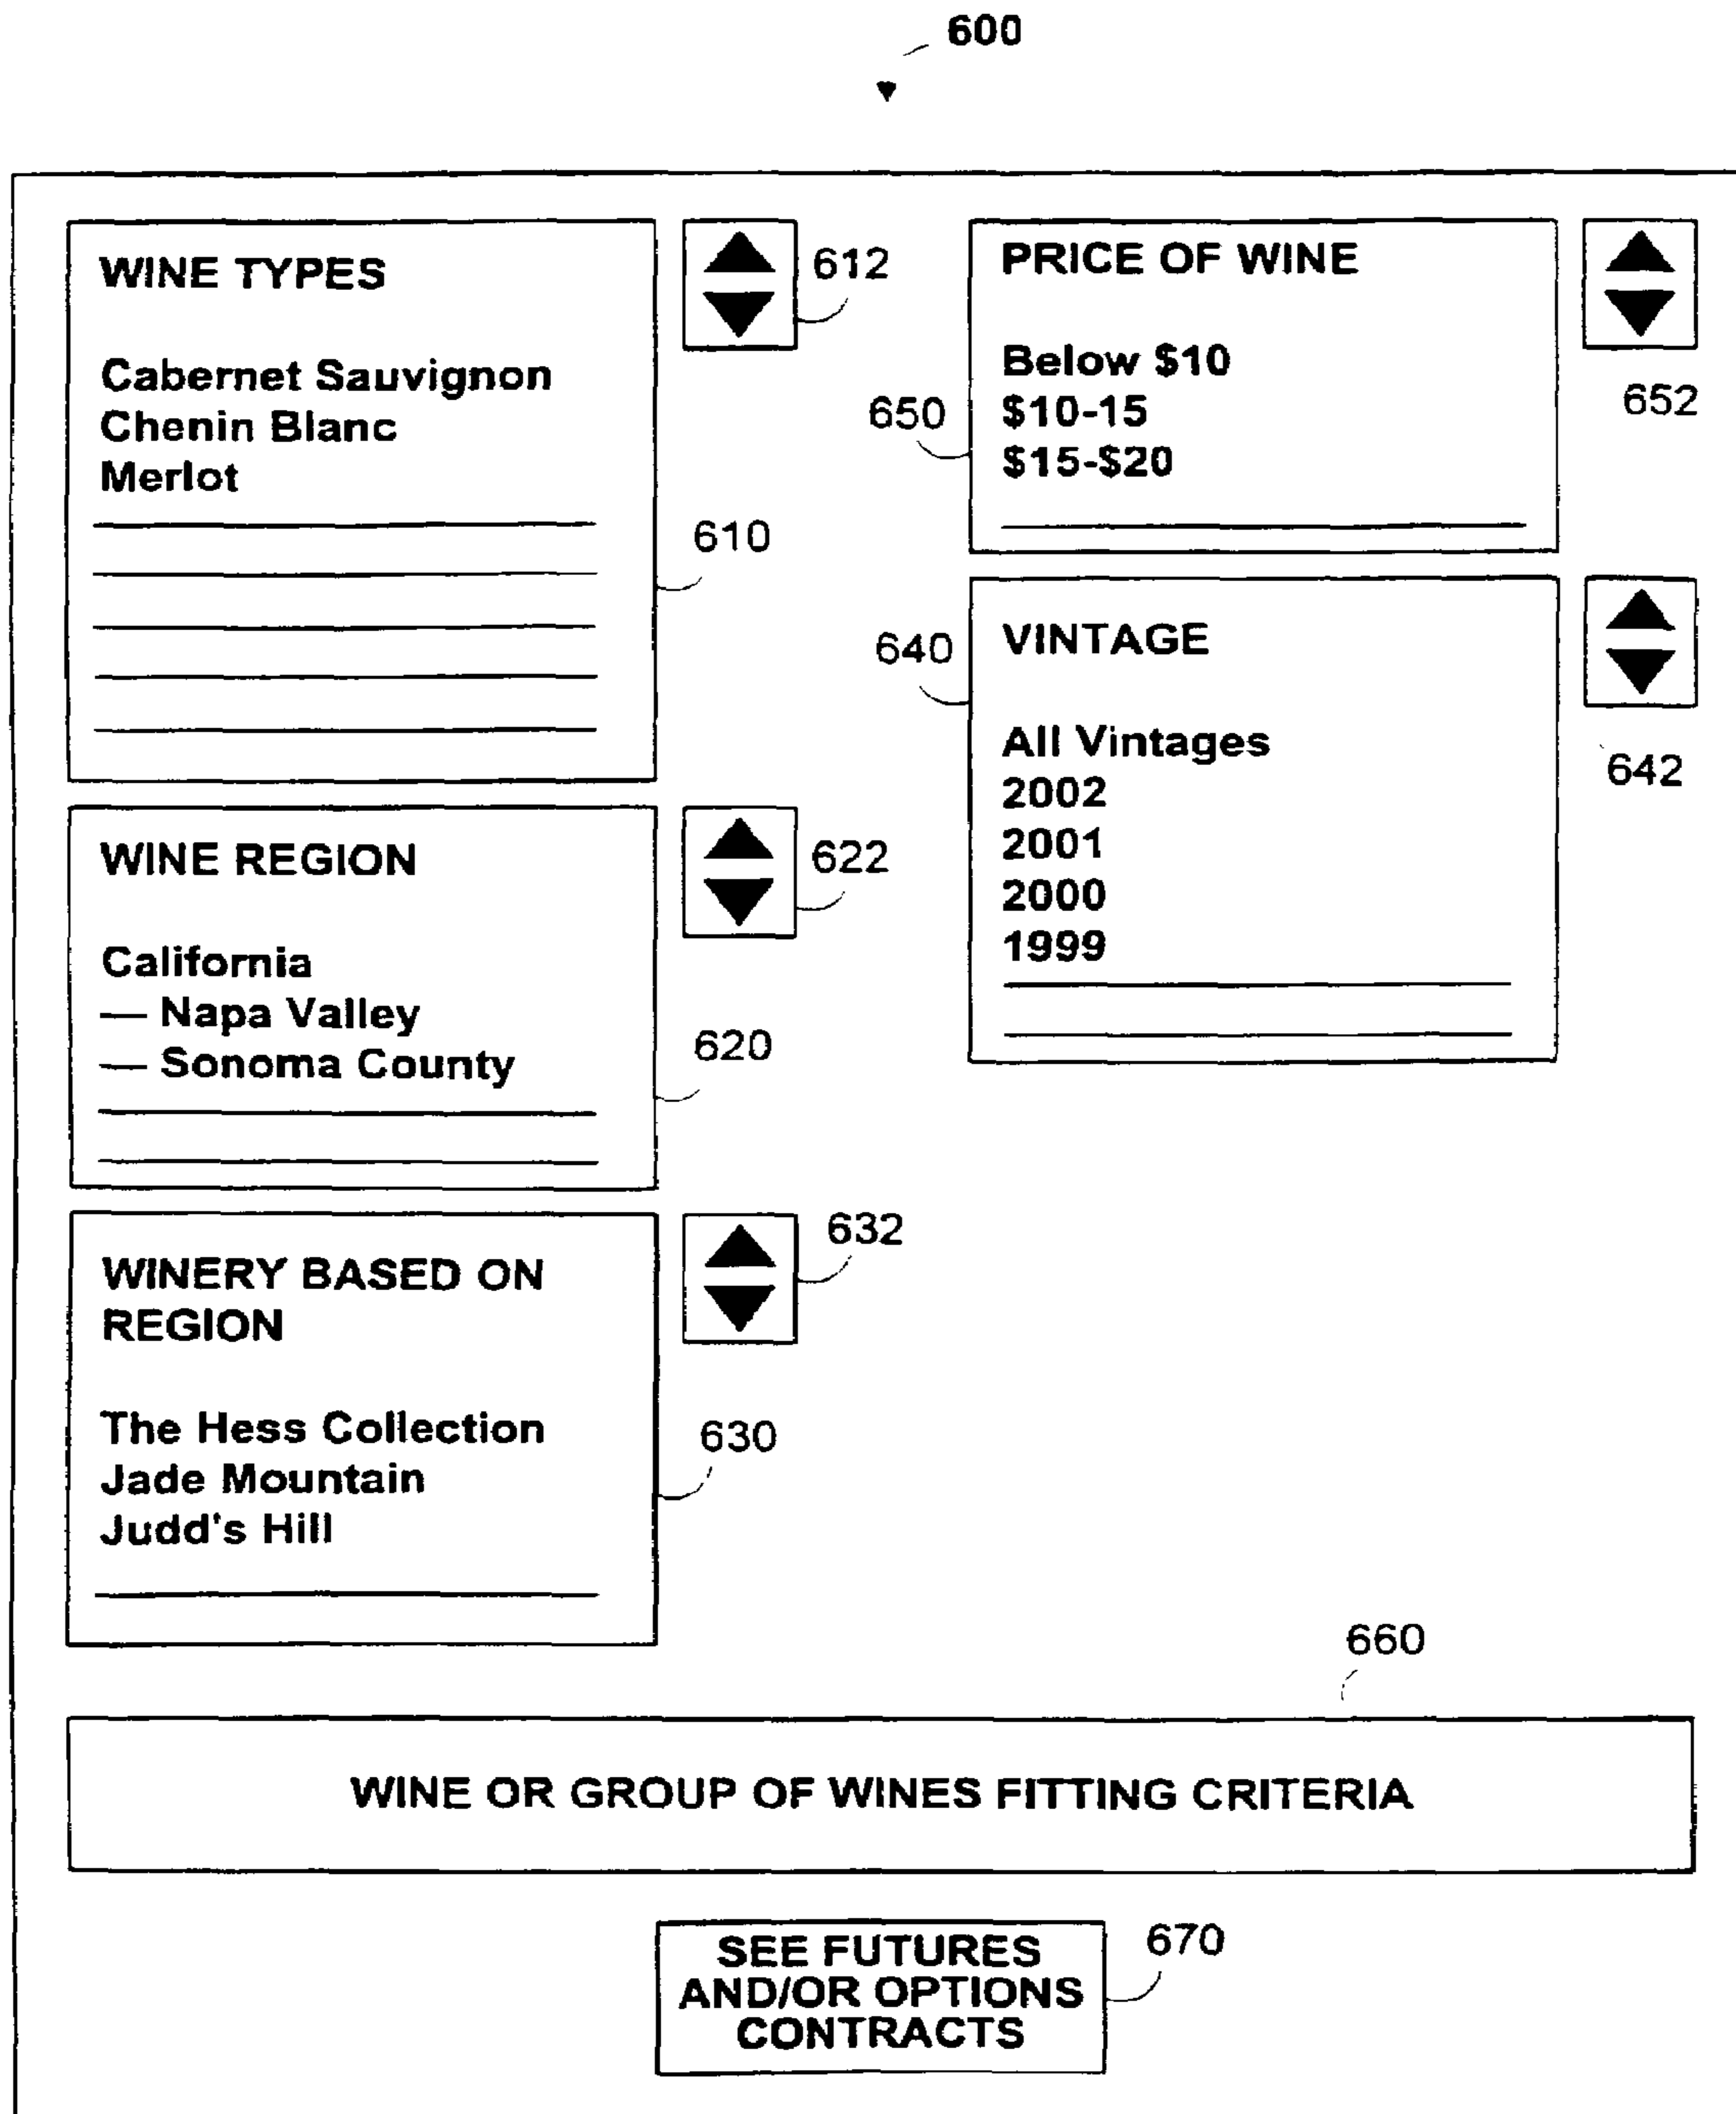 600
WINE TYPES
Cabernet Sauvignon
Chenin Blanc
Merlot
612
610
PRICE OF WINE
Below $10
$10-15
$15-$20
650
652
WINE REGION
California
— Napa Valley
— Sonoma County
622
620
VINTAGE
All Vintages
2002
2001
2000
1999
640
642
WINERY BASED ON
REGION
The Hess Collection
Jade Mountain
Judd's Hill
632
630
660
WINE OR GROUP OF WINES FITTING CRITERIA
SEE FUTURES
AND/OR OPTIONS
CONTRACTS
670